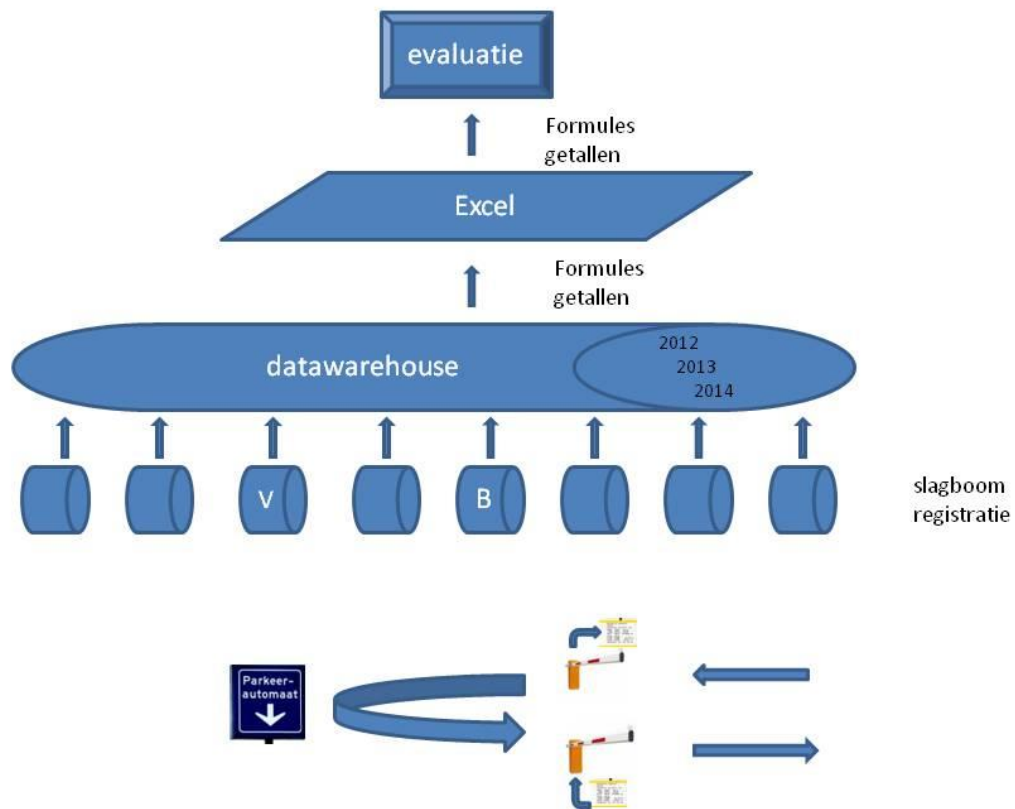 evaluatie
Formules
getallen
Excel
Formules
getallen
datawarehouse
2012
2013
2014
V
B
slagboom
registratie
Parkeer-
automaat